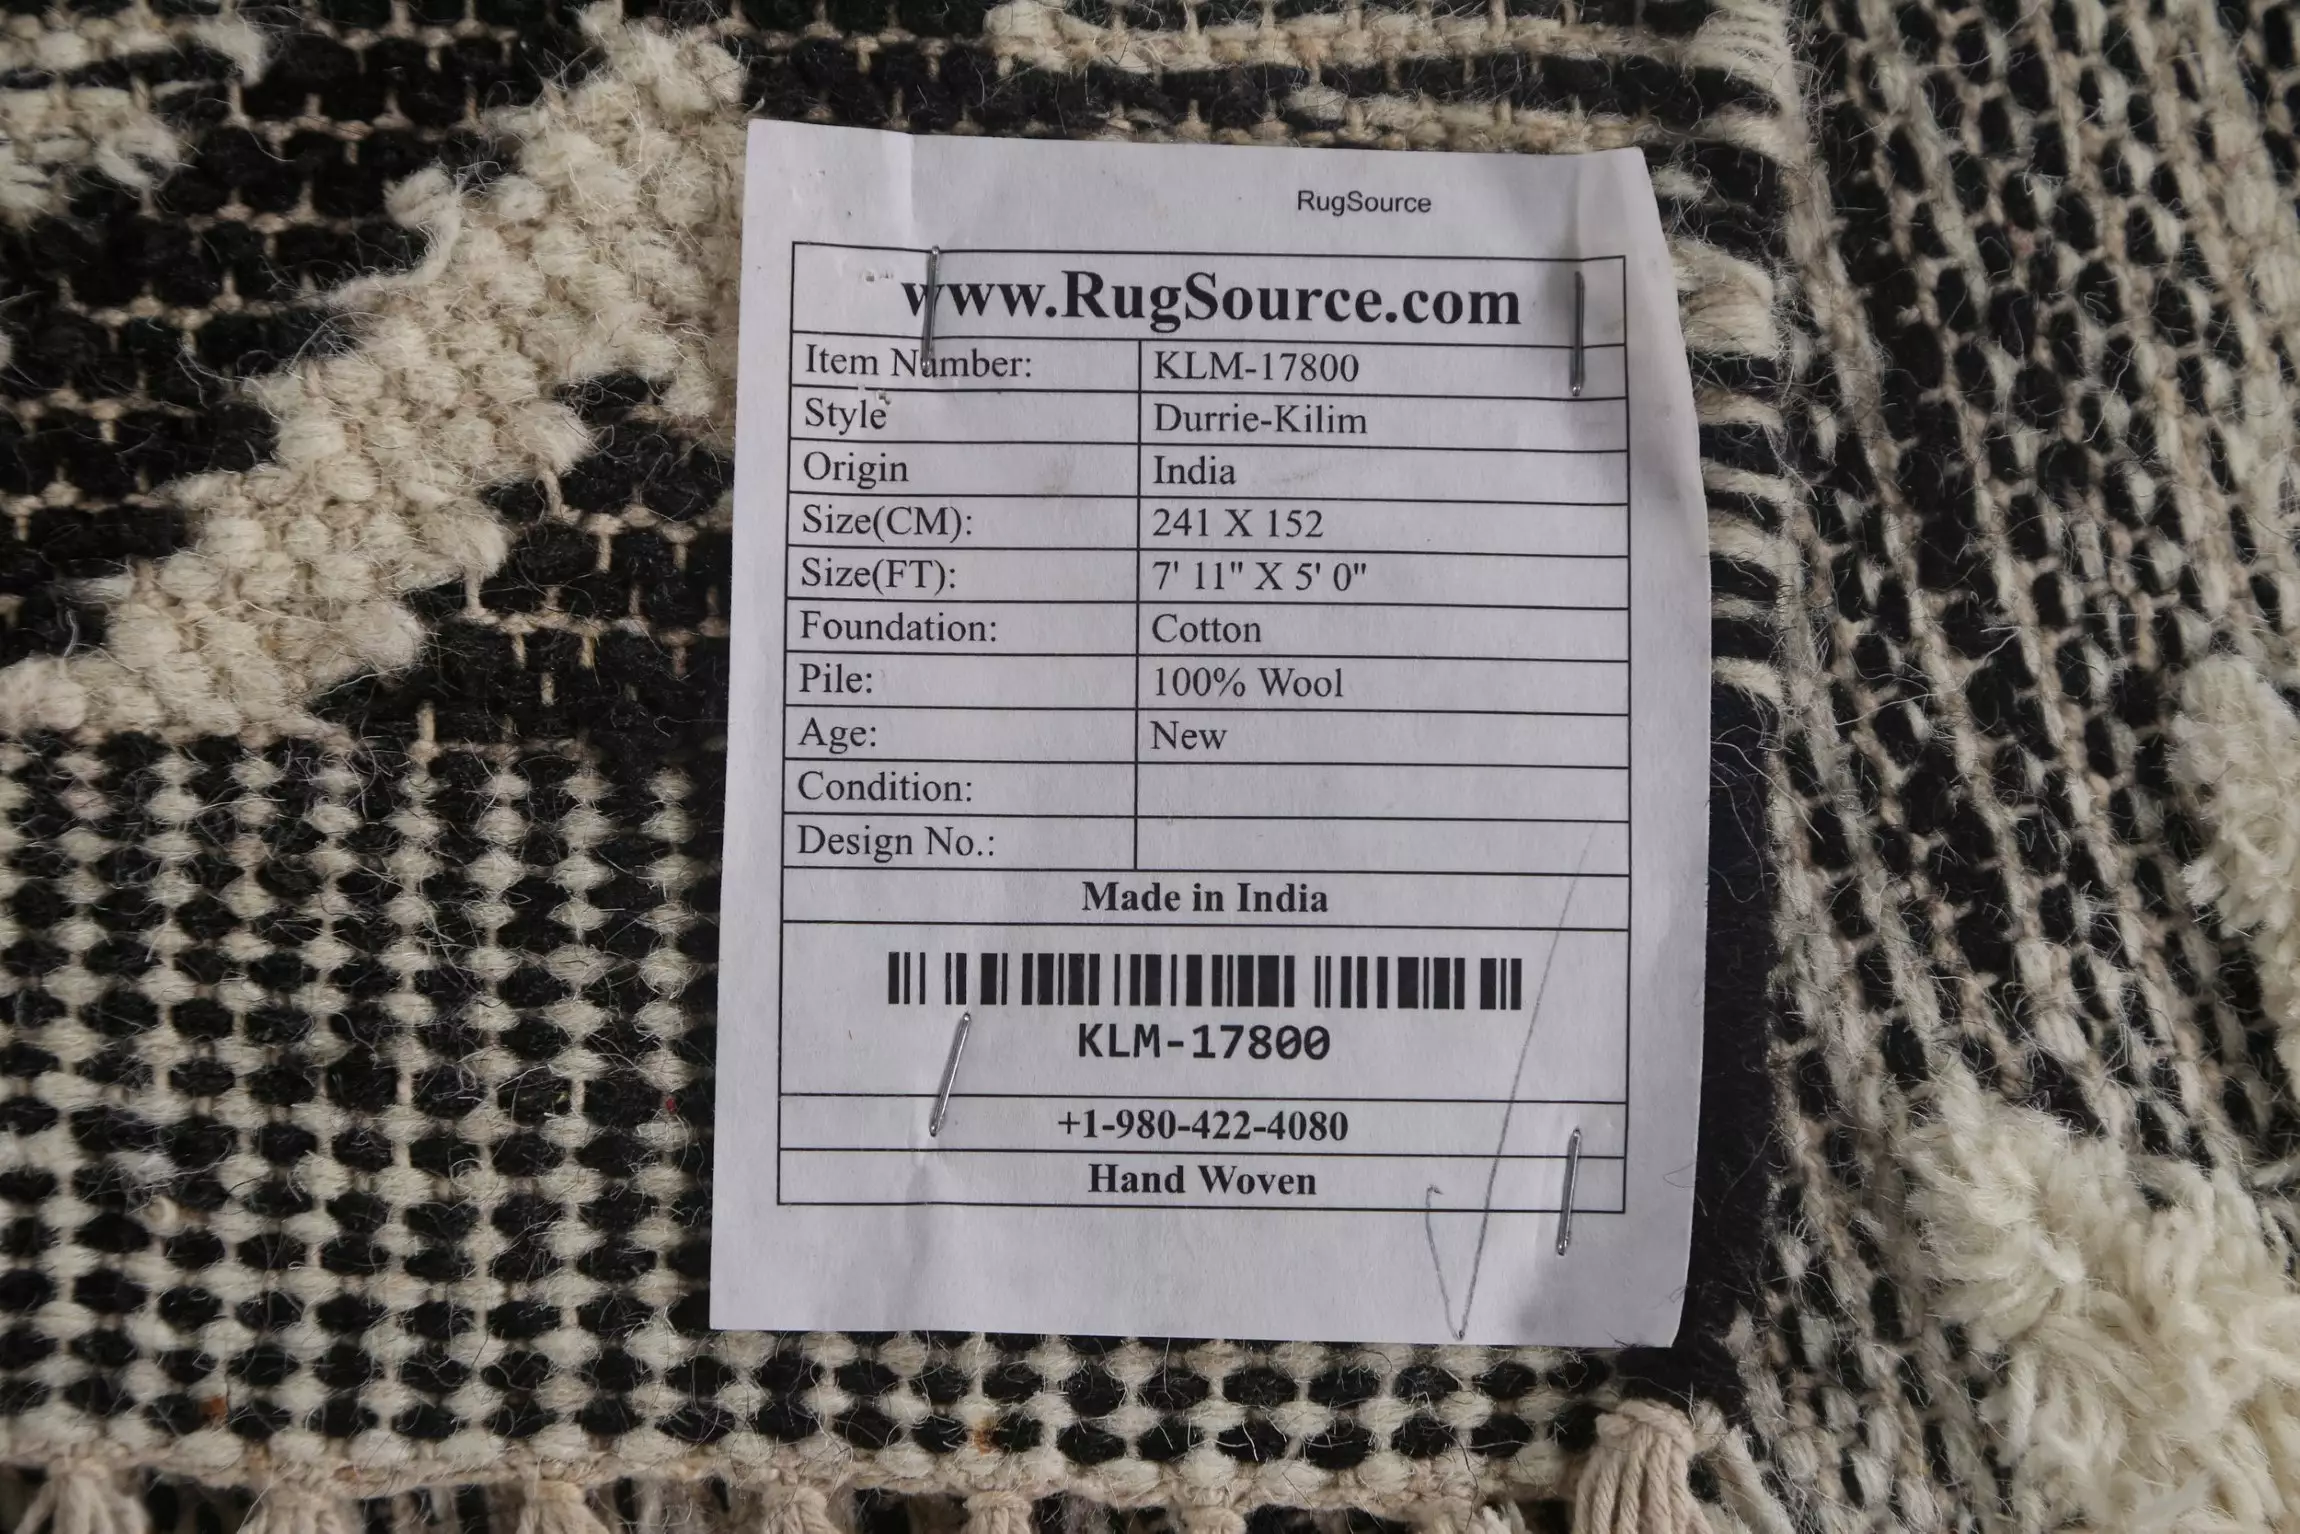 RugSource
www.RugSource.com
Item Number: KLM-17800
Style Durrie-Kilim
Origin India
Size(CM): 241 X 152
Size(FT): 7' 11" X 5' 0"
Foundation: Cotton
Pile: 100% Wool
Age: New
Condition:
Design No.:
Made in India
KLM-17800
+1-980-422-4080
Hand Woven